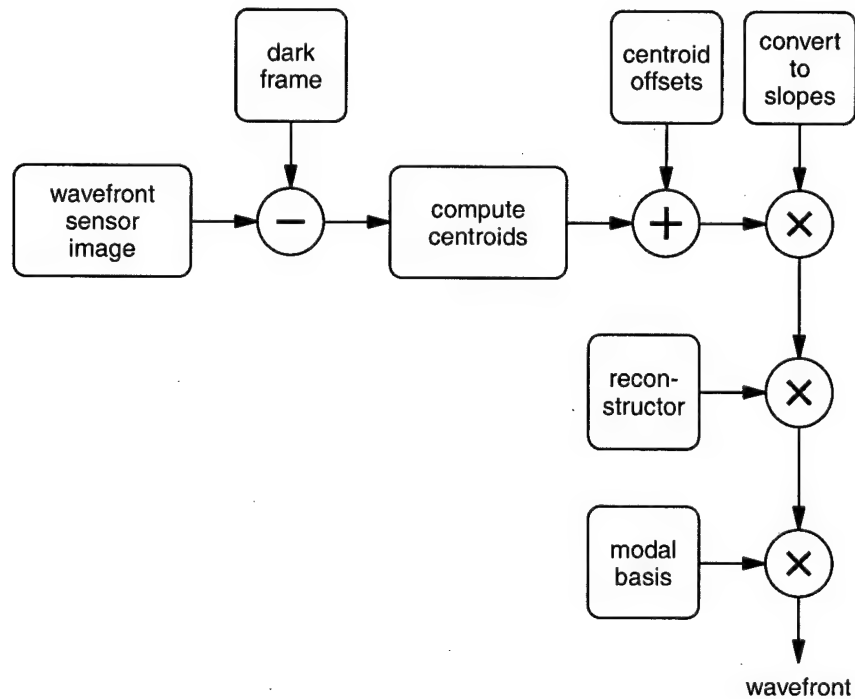 dark
frame
centroid
offsets
convert
to
slopes
wavefront
sensor
image
−
compute
centroids
+
×
recon-
structor
×
modal
basis
×
wavefront